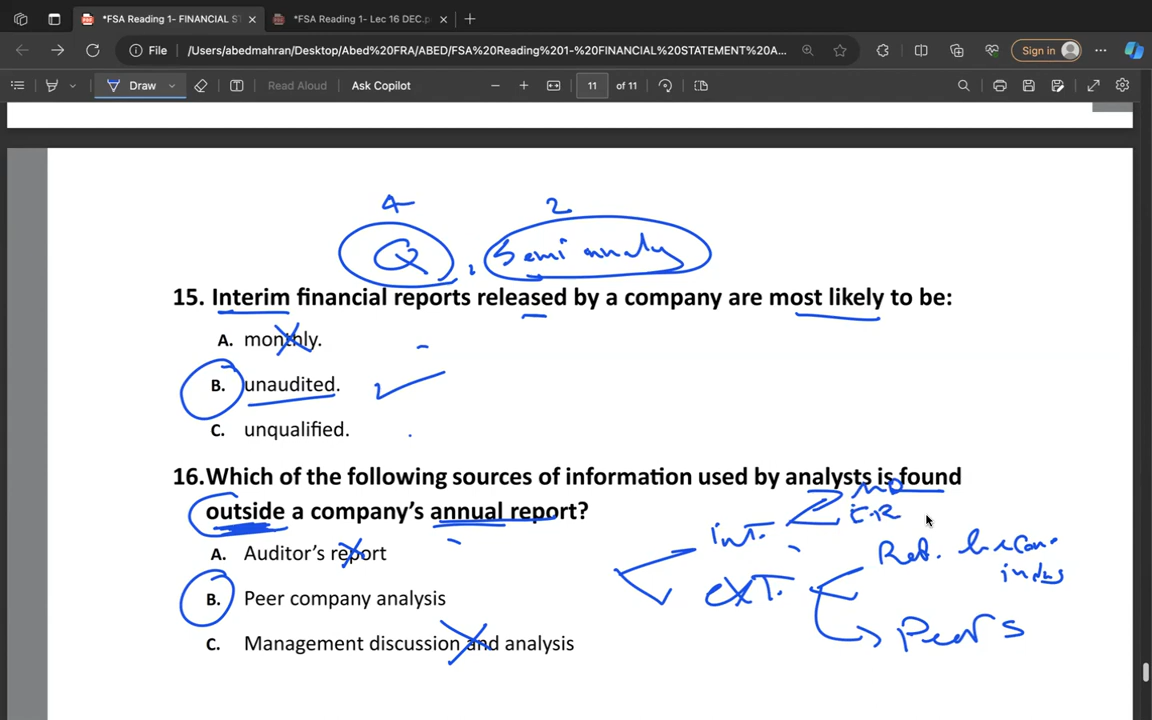 *FSA Reading 1- FINANCIAL ST
*FSA Reading 1- Lec 16 DEC.p
File
/Users/abedmahran/Desktop/Abed%20FRA/ABED/FSA%20Reading%201-%20FINANCIAL%20STATEMENT%20A...
Sign in
Draw
Read Aloud
Ask Copilot
11
of 11
4 2
Q , Semi
15. Interim financial reports released by a company are most likely to be:
A. monthly.
B. unaudited.
C. unqualified.
16.Which of the following sources of information used by analysts is found
outside a company's annual report?
int.
A. Auditor's report
ext.
B. Peer company analysis
Peers
C. Management discussion and analysis